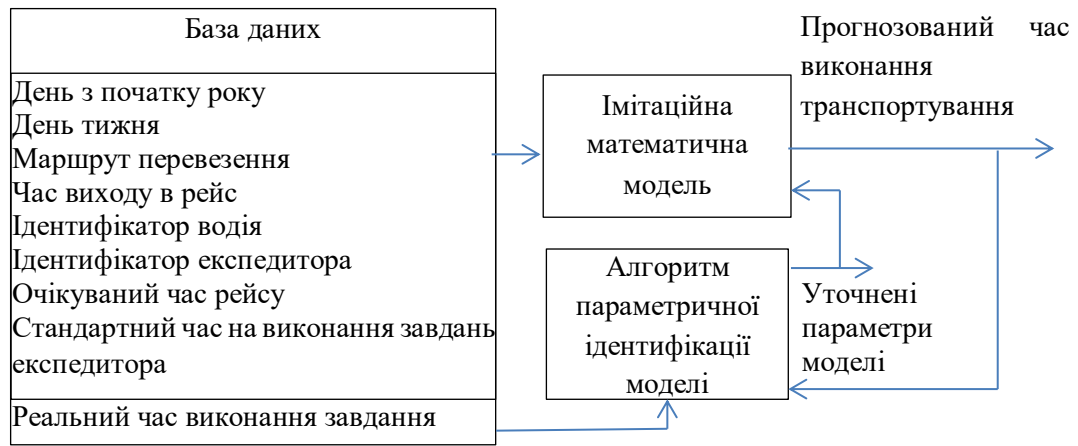 База даних
День з початку року
День тижня
Маршрут перевезення
Час виходу в рейс
Ідентифікатор водія
Ідентифікатор експедитора
Очікуваний час рейсу
Стандартний час на виконання завдань
експедитора
Реальний час виконання завдання
Імітаційна
математична
модель
Алгоритм
параметричної
ідентифікації
моделі
Прогнозований час
виконання
транспортування
Уточнені
параметри
моделі